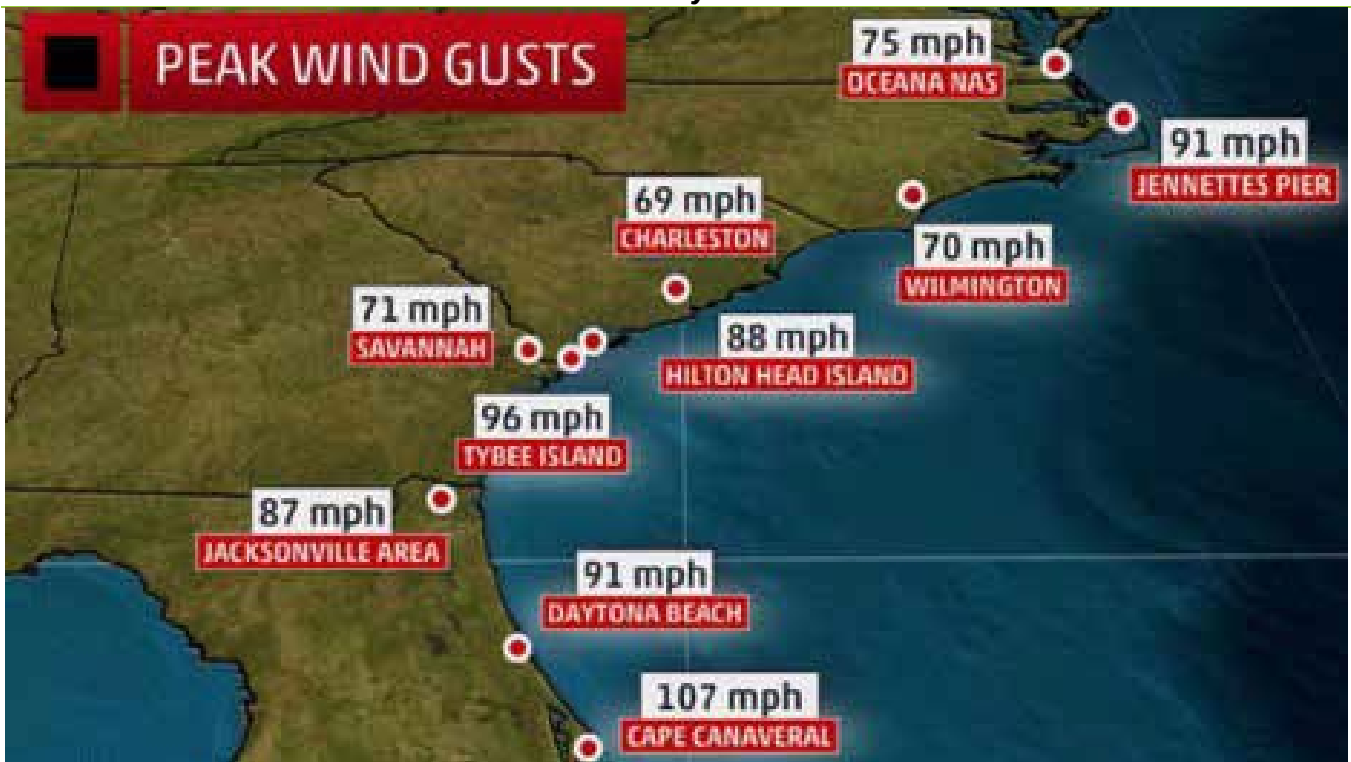 PEAK WIND GUSTS
75 mph
OCEANA NAS
91 mph
JENNETTES PIER
69 mph
CHARLESTON
70 mph
WILMINGTON
71 mph
SAVANNAH
88 mph
HILTON HEAD ISLAND
96 mph
TYBEE ISLAND
87 mph
JACKSONVILLE AREA
91 mph
DAYTONA BEACH
107 mph
CAPE CANAVERAL